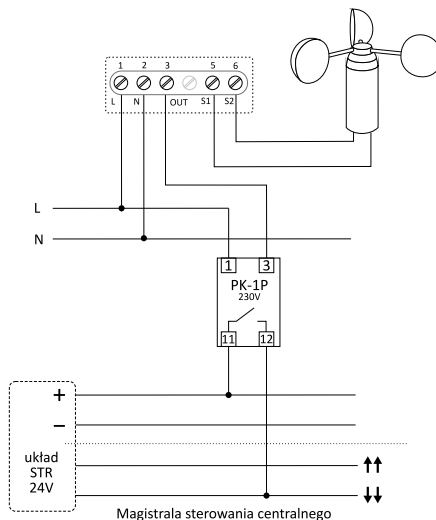 1 2 3 5 6
L N OUT S1 S2
L
N
1 3
PK-1P
230V
11 12
+
−
układ
STR
24V
Magistrala sterowania centralnego